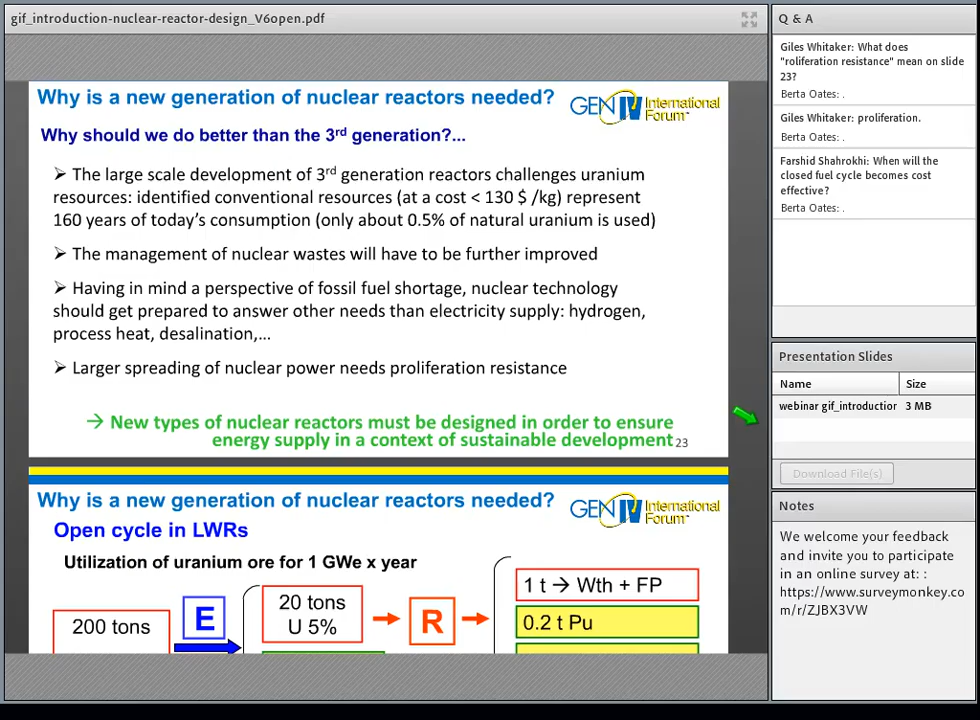 gif_introduction-nuclear-reactor-design_V6open.pdf
Why is a new generation of nuclear reactors needed?
GEN IV International
Forum™
Why should we do better than the 3rd generation?...
➢ The large scale development of 3rd generation reactors challenges uranium
resources: identified conventional resources (at a cost < 130 $ /kg) represent
160 years of today's consumption (only about 0.5% of natural uranium is used)
➢ The management of nuclear wastes will have to be further improved
➢ Having in mind a perspective of fossil fuel shortage, nuclear technology
should get prepared to answer other needs than electricity supply: hydrogen,
process heat, desalination,...
➢ Larger spreading of nuclear power needs proliferation resistance
→ New types of nuclear reactors must be designed in order to ensure
energy supply in a context of sustainable development
23
Why is a new generation of nuclear reactors needed?
GEN IV International
Forum™
Open cycle in LWRs
Utilization of uranium ore for 1 GWe x year
200 tons
E
20 tons
U 5%
R
1 t → Wth + FP
0.2 t Pu
Q & A
Giles Whitaker: What does
"roliferation resistance" mean on slide
23?
Berta Oates: .
Giles Whitaker: proliferation.
Berta Oates: .
Farshid Shahrokhi: When will the
closed fuel cycle becomes cost
effective?
Berta Oates: .
Presentation Slides
Name Size
webinar gif_introductior 3 MB
Download File(s)
Notes
We welcome your feedback
and invite you to participate
in an online survey at: :
https://www.surveymonkey.co
m/r/ZJBX3VW